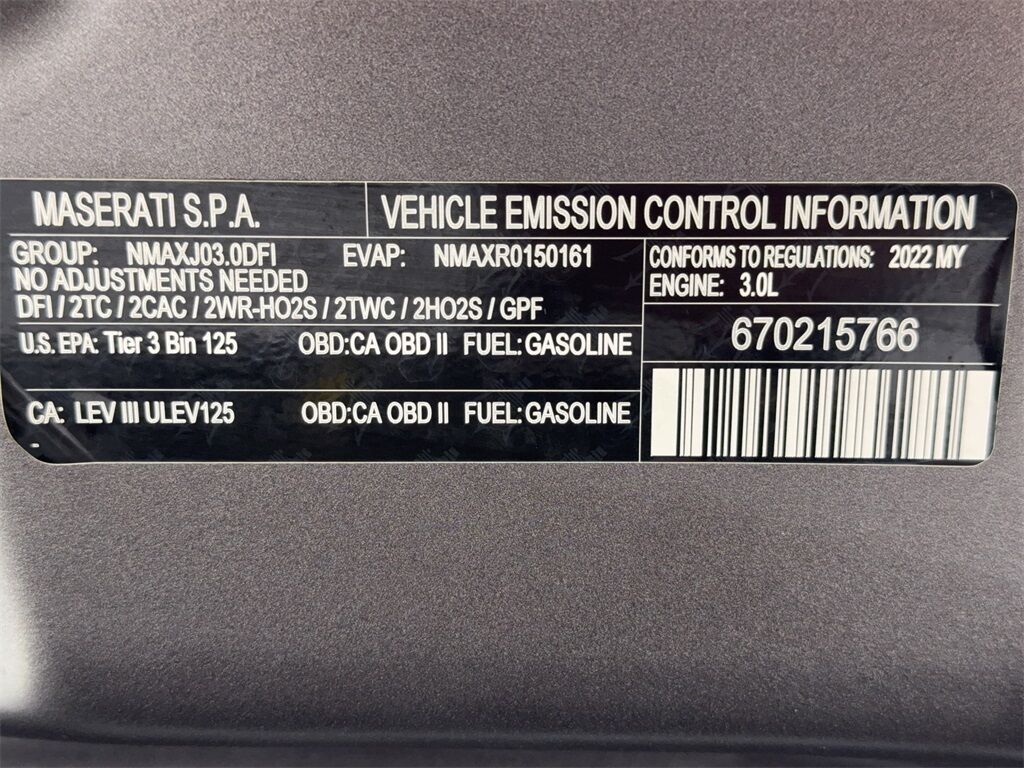 MASERATI S.P.A.
VEHICLE EMISSION CONTROL INFORMATION
GROUP: NMAXJ03.0DFI EVAP: NMAXR0150161
NO ADJUSTMENTS NEEDED
DFI / 2TC / 2CAC / 2WR-HO2S / 2TWC / 2HO2S / GPF
CONFORMS TO REGULATIONS: 2022 MY
ENGINE: 3.0L
670215766
U.S. EPA: Tier 3 Bin 125 OBD:CA OBD II FUEL: GASOLINE
CA: LEV III ULEV125 OBD:CA OBD II FUEL: GASOLINE
-